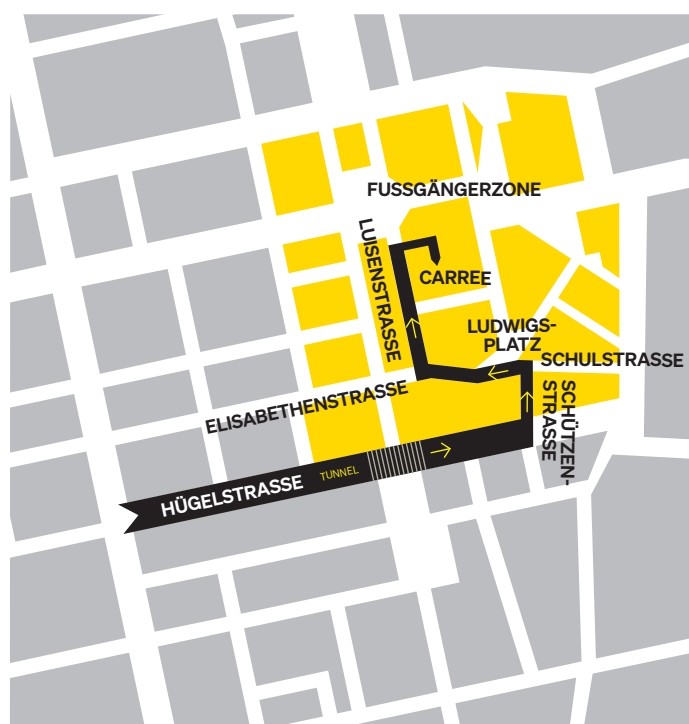 FUSSGÄNGERZONE
LUISENSTRASSE
CARREE
LUDWIGS-
PLATZ
SCHULSTRASSE
ELISABETHENSTRASSE
SCHÜTZEN-
STRASSE
TUNNEL
HÜGELSTRASSE